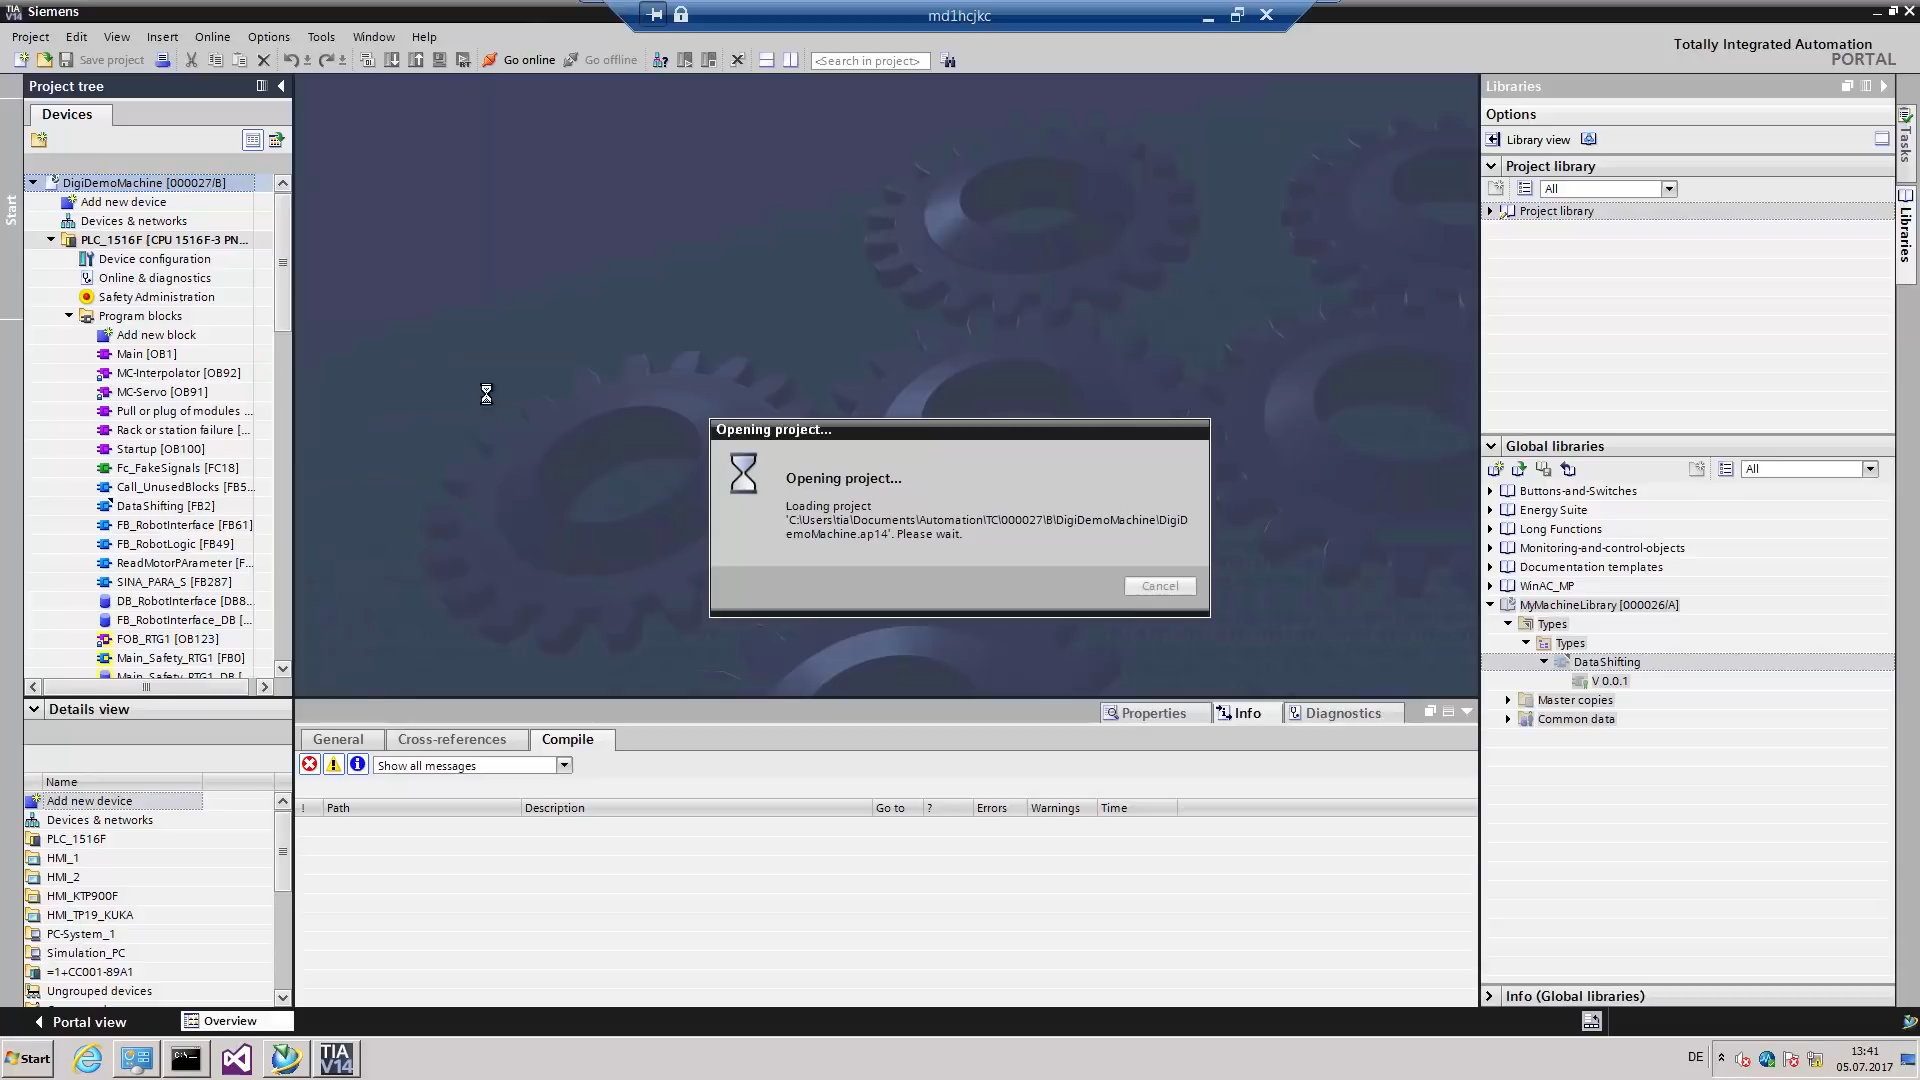 TIA V14 Siemens
md1hcjkc
Project Edit View Insert Online Options Tools Window Help
Totally Integrated Automation
PORTAL
Save project
Go online
Go offline
<Search in project>
Project tree
Devices
Start
DigiDemoMachine [000027/B]
Add new device
Devices & networks
PLC_1516F [CPU 1516F-3 PN...
Device configuration
Online & diagnostics
Safety Administration
Program blocks
Add new block
Main [OB1]
MC-Interpolator [OB92]
MC-Servo [OB91]
Pull or plug of modules ...
Rack or station failure [...
Startup [OB100]
Fc_FakeSignals [FC18]
Call_UnusedBlocks [FB5...
DataShifting [FB2]
FB_RobotInterface [FB61]
FB_RobotLogic [FB49]
ReadMotorPArameter [F...
SINA_PARA_S [FB287]
DB_RobotInterface [DB8...
FB_RobotInterface_DB [...
FOB_RTG1 [OB123]
Main_Safety_RTG1 [FB0]
Main_Safety_RTG1_DB [...
Details view
Name
Add new device
Devices & networks
PLC_1516F
HMI_1
HMI_2
HMI_KTP900F
HMI_TP19_KUKA
PC-System_1
Simulation_PC
=1+CC001-89A1
Ungrouped devices
Opening project...
Opening project...
Loading project
'C:\Users\tia\Documents\Automation\TC\000027\B\DigiDemoMachine\DigiD
emoMachine.ap14'. Please wait.
Cancel
Properties
Info
Diagnostics
General
Cross-references
Compile
Show all messages
! Path Description Go to ? Errors Warnings Time
Libraries
Options
Library view
Project library
All
Project library
Global libraries
All
Buttons-and-Switches
Energy Suite
Long Functions
Monitoring-and-control-objects
Documentation templates
WinAC_MP
MyMachineLibrary [000026/A]
Types
Types
DataShifting
V 0.0.1
Master copies
Common data
Info (Global libraries)
Tasks
Libraries
Portal view
Overview
Start
TIA V14
DE
13:41
05.07.2017